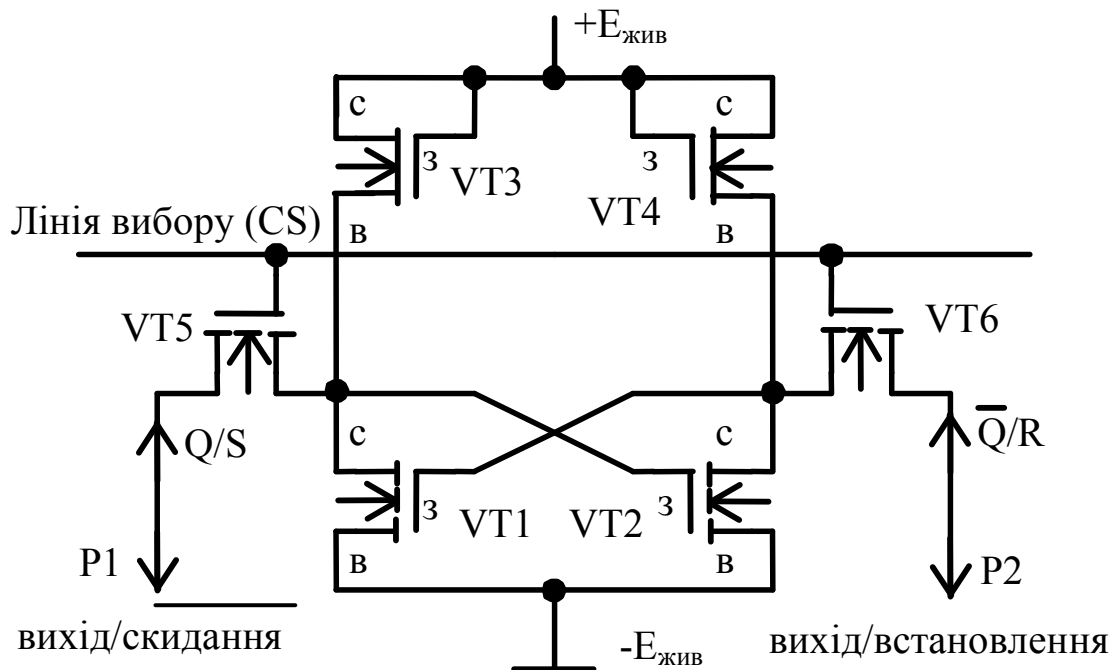 +Eжив
с
с
з
VT3
з
VT4
в
в
Лінія вибору (CS)
VT5
VT6
Q/S
Q̅/R
с
с
з
VT1
VT2
з
в
в
P1
P2
вихід/скидання
-Eжив
вихід/встановлення